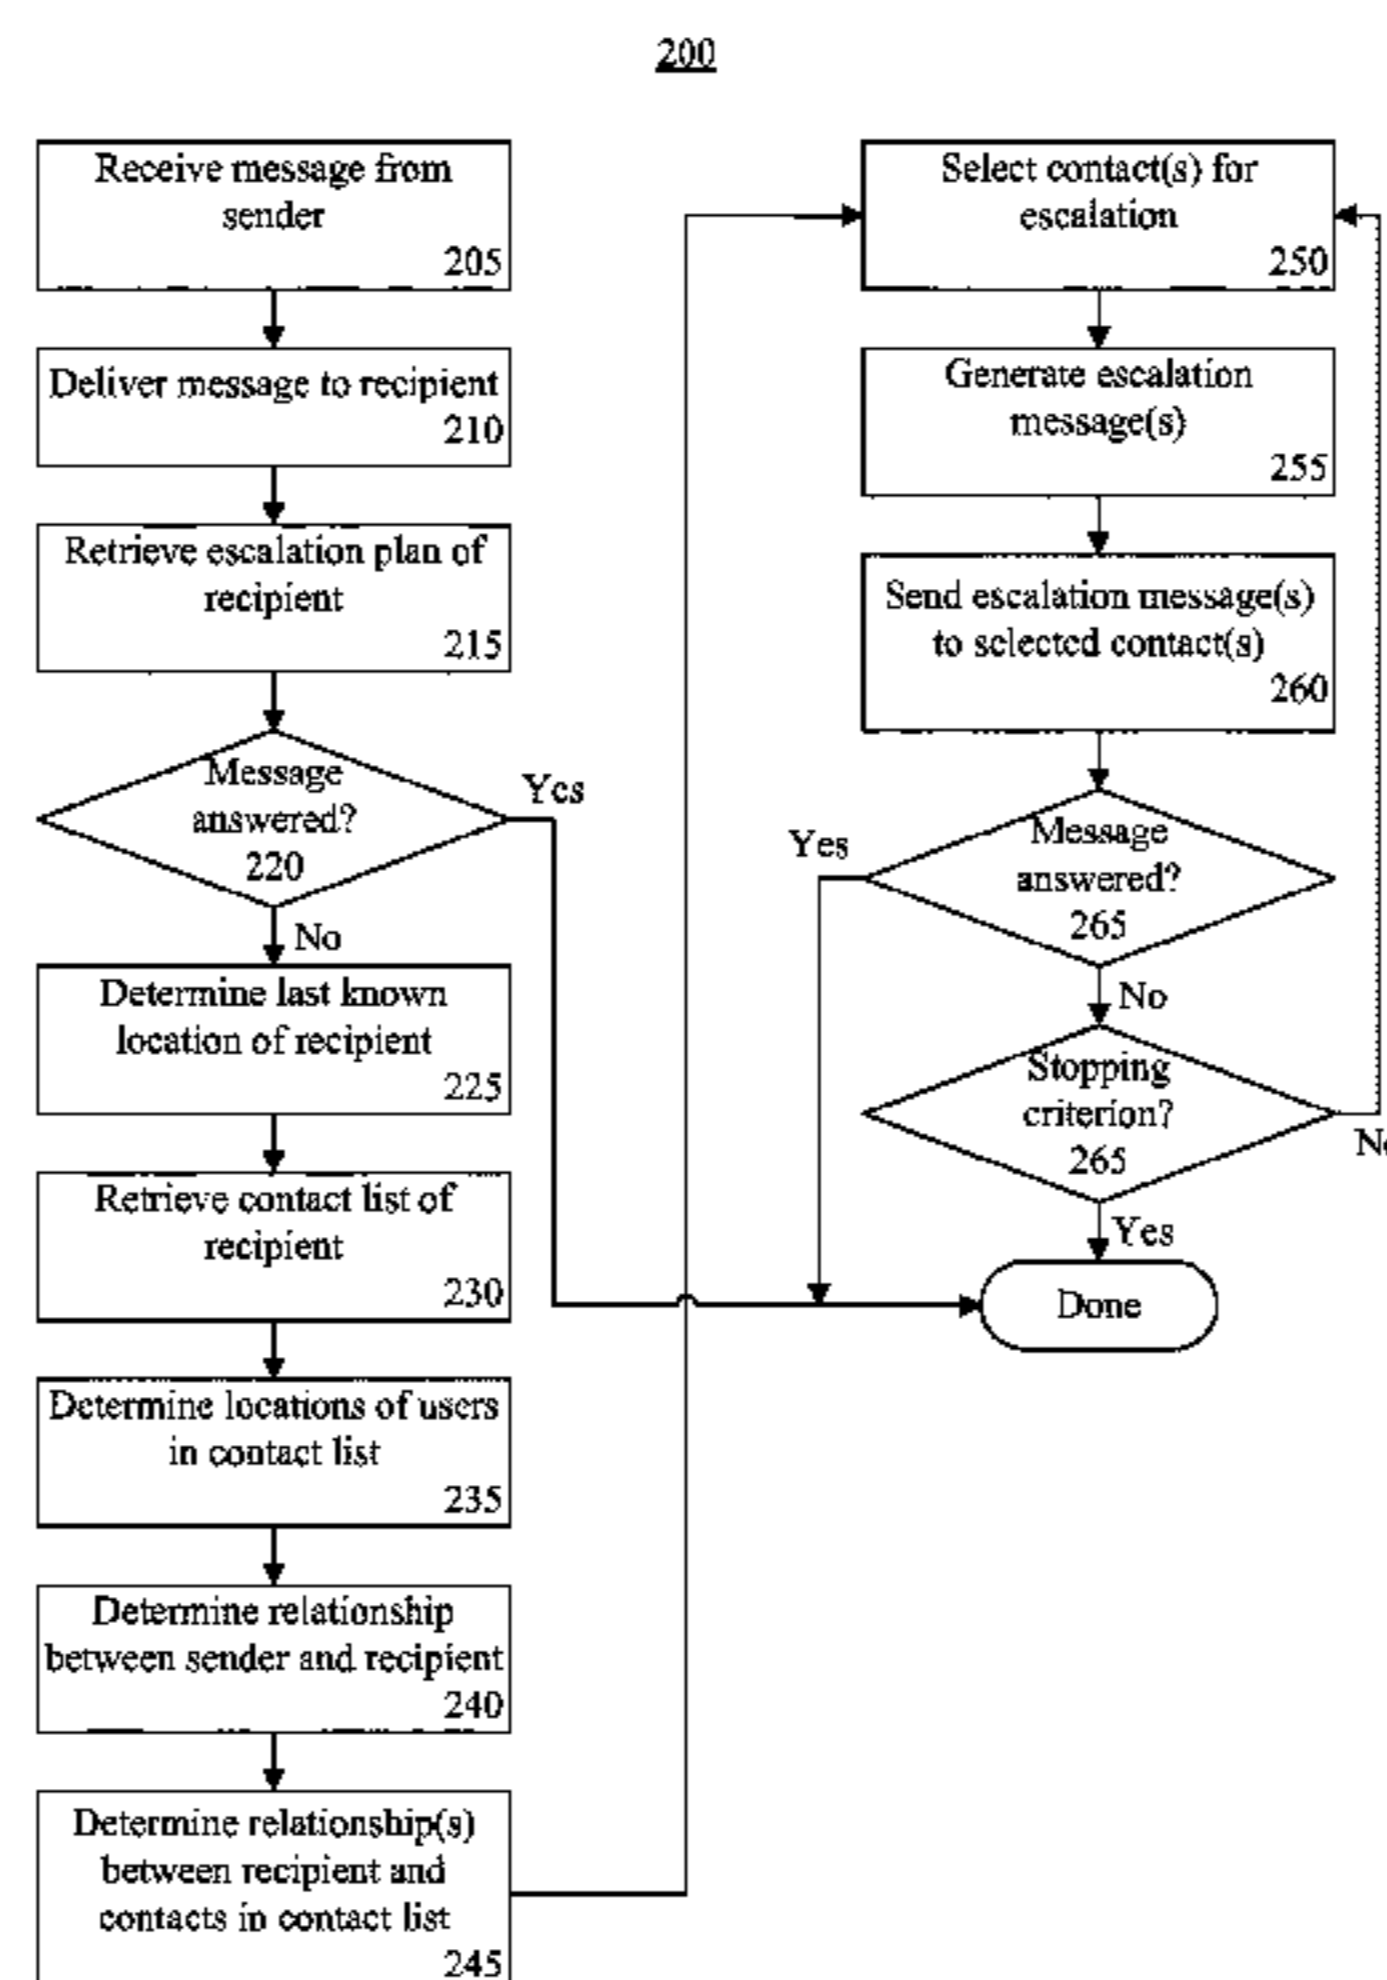 200
Receive message from
sender
205
Deliver message to recipient
210
Retrieve escalation plan of
recipient
215
Message
answered?
220
Yes
No
Determine last known
location of recipient
225
Retrieve contact list of
recipient
230
Determine locations of users
in contact list
235
Determine relationship
between sender and recipient
240
Determine relationship(s)
between recipient and
contacts in contact list
245
Select contact(s) for
escalation
250
Generate escalation
message(s)
255
Send escalation message(s)
to selected contact(s)
260
Message
answered?
265
Yes
No
Stopping
criterion?
265
Yes
Done